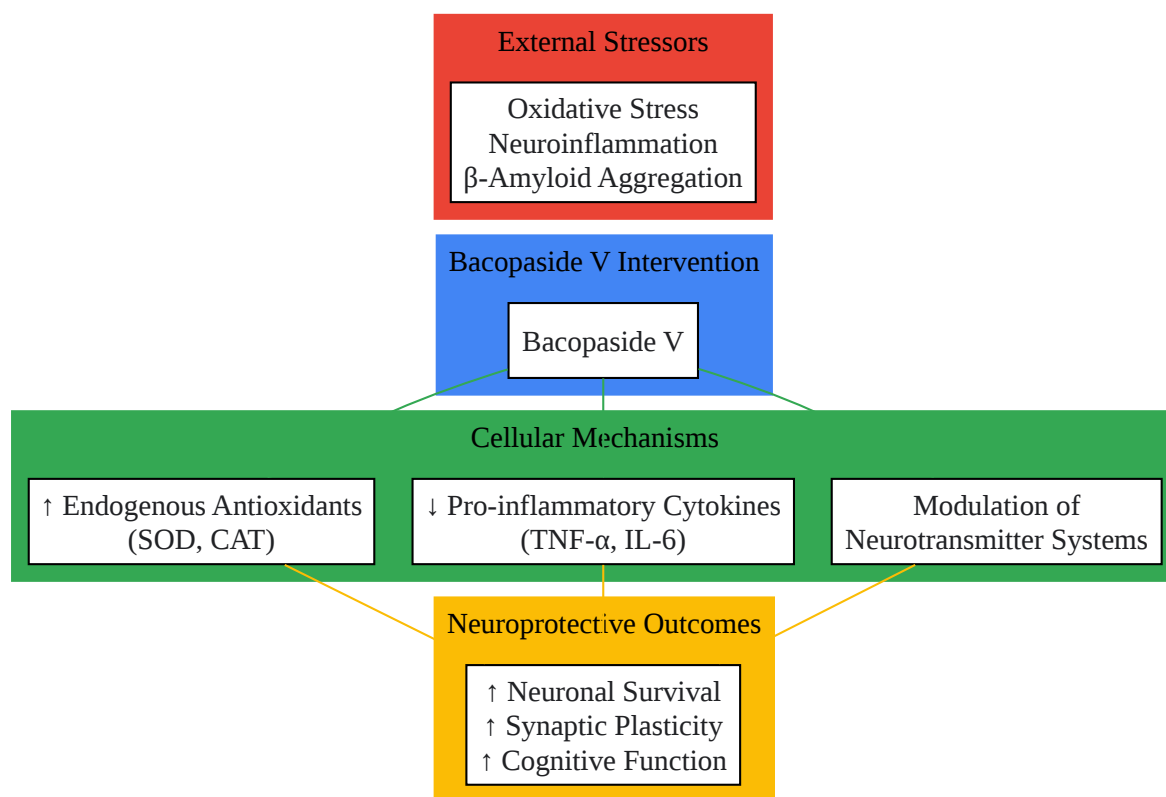 External Stressors
Oxidative Stress
Neuroinflammation
β-Amyloid Aggregation
Bacopaside V Intervention
Bacopaside V
Cellular Mechanisms
↑ Endogenous Antioxidants
(SOD, CAT)
↓ Pro-inflammatory Cytokines
(TNF-α, IL-6)
Modulation of
Neurotransmitter Systems
Neuroprotective Outcomes
↑ Neuronal Survival
↑ Synaptic Plasticity
↑ Cognitive Function